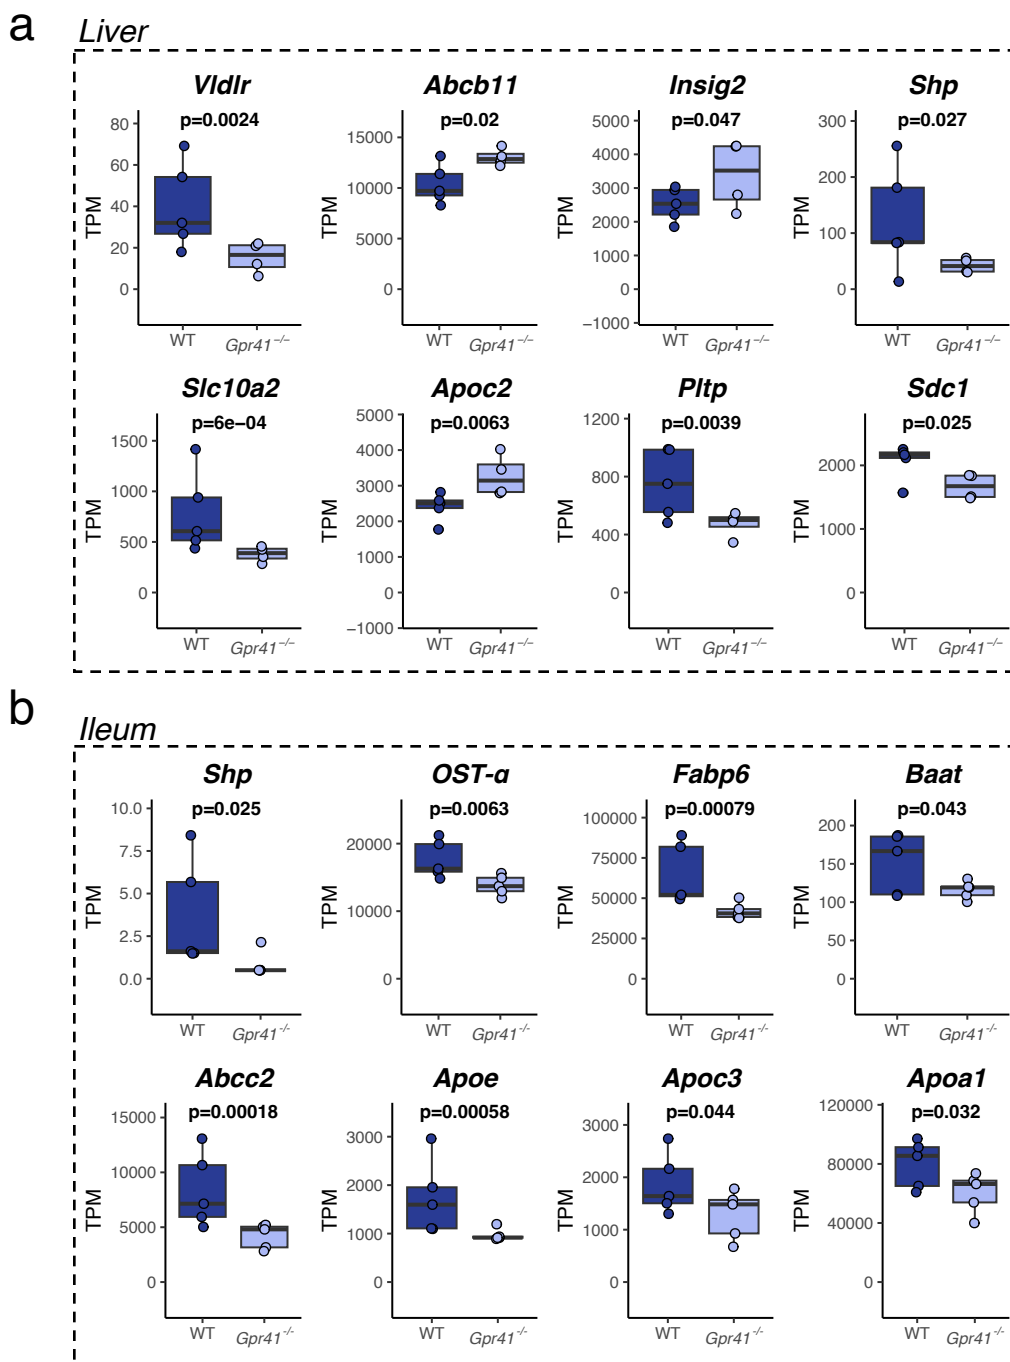 a
Liver
Vldlr
Abcb11
Insig2
Shp
p=0.0024
p=0.02
p=0.047
p=0.027
TPM
80
60
40
20
0
TPM
15000
10000
5000
0
TPM
5000
4000
3000
2000
1000
0
−1000
TPM
300
200
100
0
WT Gpr41−/−
WT Gpr41−/−
WT Gpr41−/−
WT Gpr41−/−
Slc10a2
Apoc2
Pltp
Sdc1
p=6e−04
p=0.0063
p=0.0039
p=0.025
TPM
1500
1000
500
0
TPM
5000
4000
3000
2000
1000
0
−1000
TPM
1200
800
400
0
TPM
2000
1000
0
WT Gpr41−/−
WT Gpr41−/−
WT Gpr41−/−
WT Gpr41−/−
b
Ileum
Shp
OST-α
Fabp6
Baat
p=0.025
p=0.0063
p=0.00079
p=0.043
TPM
10.0
7.5
5.0
2.5
0.0
TPM
20000
10000
0
TPM
100000
75000
50000
25000
0
TPM
200
150
100
50
0
WT Gpr41-/-
WT Gpr41-/-
WT Gpr41-/-
WT Gpr41-/-
Abcc2
Apoe
Apoc3
Apoa1
p=0.00018
p=0.00058
p=0.044
p=0.032
TPM
15000
10000
5000
0
TPM
3000
2000
1000
0
TPM
3000
2000
1000
0
TPM
120000
80000
40000
0
WT Gpr41-/-
WT Gpr41-/-
WT Gpr41-/-
WT Gpr41-/-